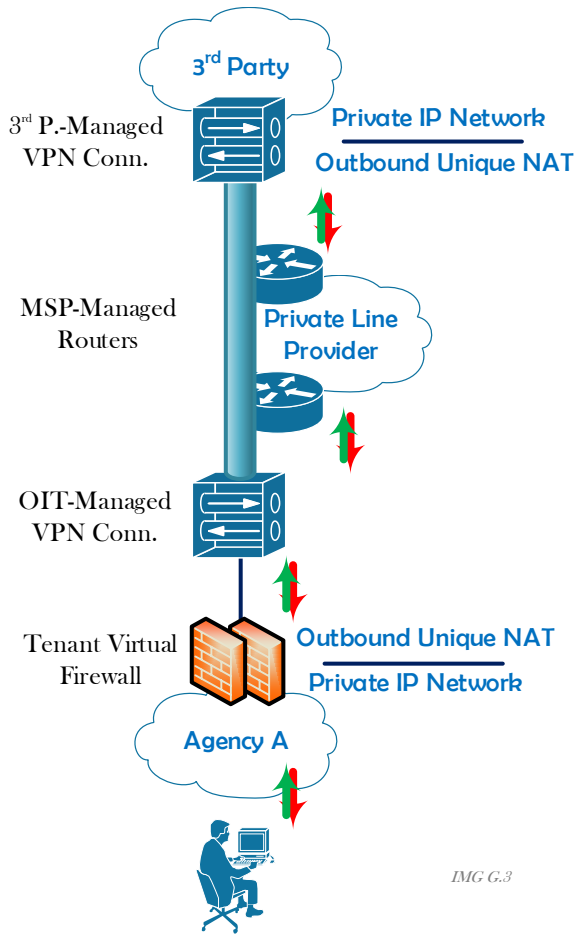 3rd Party
3rd P.-Managed
VPN Conn.
Private IP Network
Outbound Unique NAT
MSP-Managed
Routers
Private Line
Provider
OIT-Managed
VPN Conn.
Tenant Virtual
Firewall
Outbound Unique NAT
Private IP Network
Agency A
IMG G.3